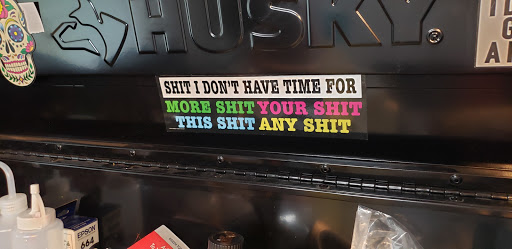 HUSKY
SHIT I DON'T HAVE TIME FOR
MORE SHIT YOUR SHIT
THIS SHIT ANY SHIT
EPSON
664